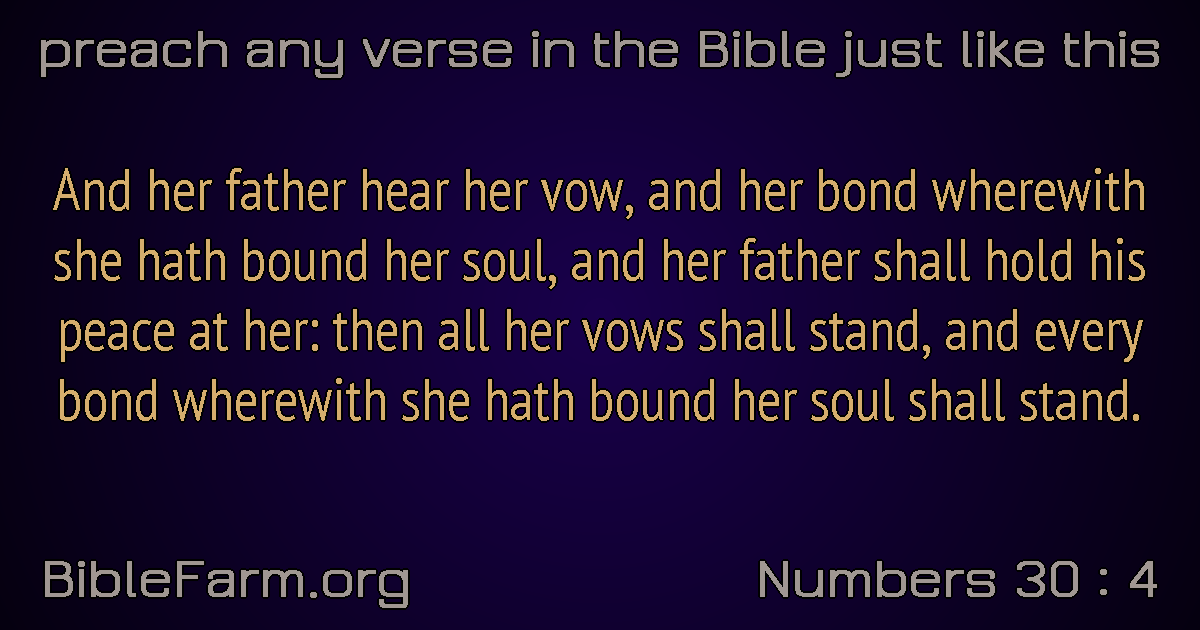 preach any verse in the Bible just like this
And her father hear her vow, and her bond wherewith
she hath bound her soul, and her father shall hold his
peace at her: then all her vows shall stand, and every
bond wherewith she hath bound her soul shall stand.
BibleFarm.org
Numbers 30 : 4